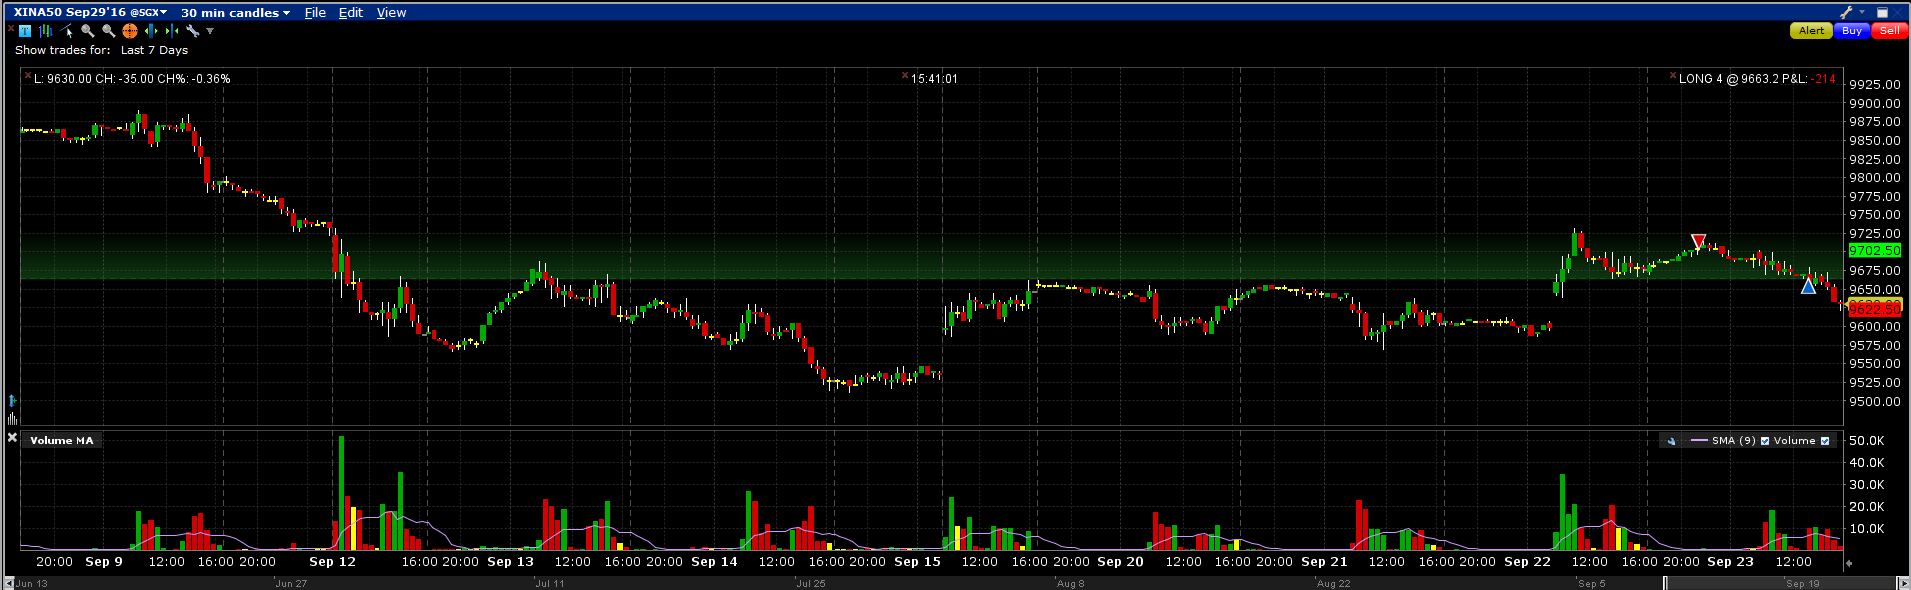 XINA50 Sep29'16 @SGX 30 min candles File Edit View
T
Alert Buy Sell
Show trades for: Last 7 Days
L: 9630.00 CH: -35.00 CH%: -0.36%
15:41:01
LONG 4 @ 9663.2 P&L: -214
9925.00
9900.00
9875.00
9850.00
9825.00
9800.00
9775.00
9750.00
9725.00
9702.50
9675.00
9650.00
9622.50
9600.00
9575.00
9550.00
9525.00
9500.00
Volume MA
SMA (9) Volume
50.0K
40.0K
30.0K
20.0K
10.0K
20:00 Sep 9 12:00 16:00 20:00 Sep 12 16:00 20:00 Sep 13 12:00 16:00 20:00 Sep 14 12:00 16:00 20:00 Sep 15 12:00 16:00 20:00 Sep 20 12:00 16:00 20:00 Sep 21 12:00 16:00 20:00 Sep 22 12:00 16:00 20:00 Sep 23 12:00
Jun 13 Jun 27 Jul 11 Jul 25 Aug 8 Aug 22 Sep 5 Sep 19